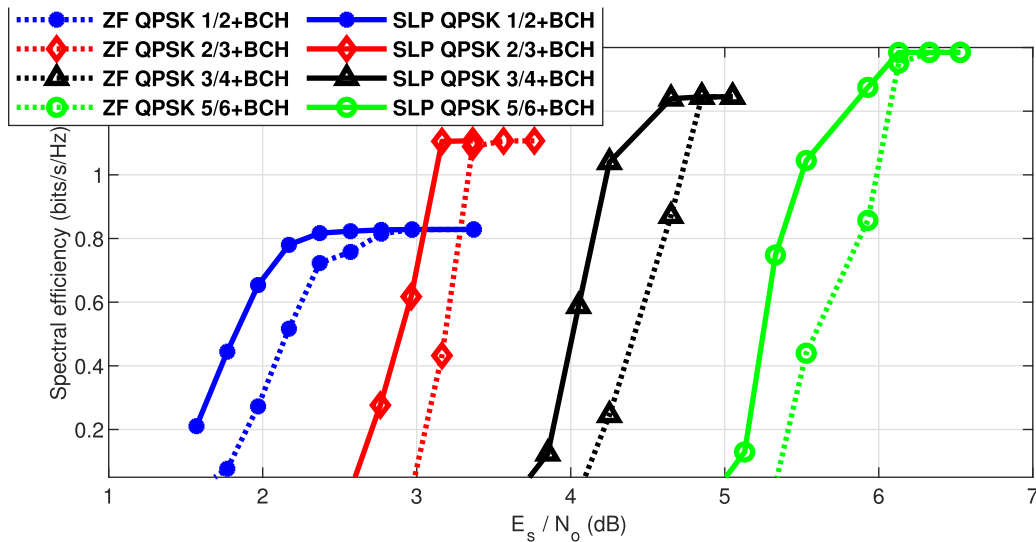 ZF QPSK 1/2+BCH SLP QPSK 1/2+BCH
ZF QPSK 2/3+BCH SLP QPSK 2/3+BCH
ZF QPSK 3/4+BCH SLP QPSK 3/4+BCH
ZF QPSK 5/6+BCH SLP QPSK 5/6+BCH
Spectral efficiency (bits/s/Hz)
1
0.8
0.6
0.4
0.2
1 2 3 4 5 6 7
E_s / N_o (dB)